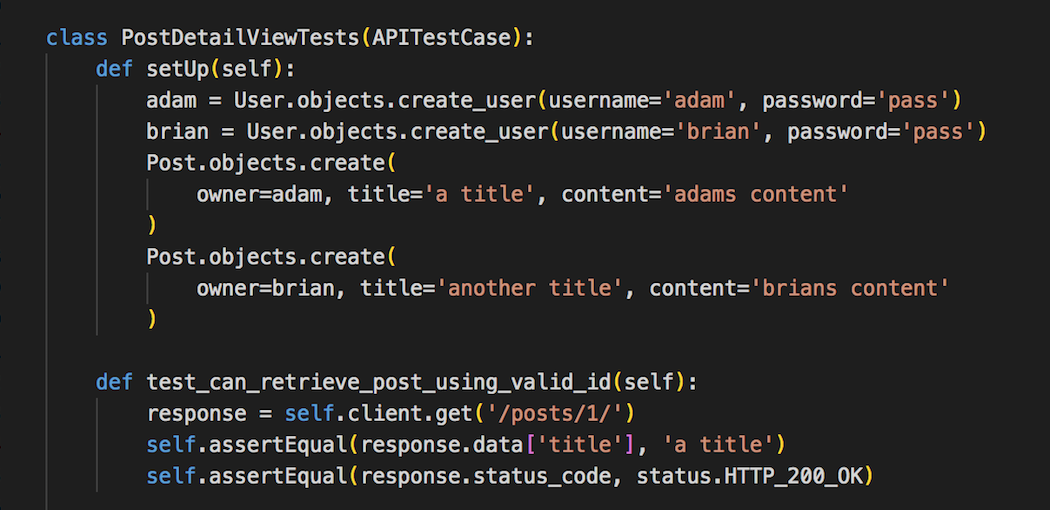 class PostDetailViewTests(APITestCase):
    def setUp(self):
        adam = User.objects.create_user(username='adam', password='pass')
        brian = User.objects.create_user(username='brian', password='pass')
        Post.objects.create(
            owner=adam, title='a title', content='adams content'
        )
        Post.objects.create(
            owner=brian, title='another title', content='brians content'
        )

    def test_can_retrieve_post_using_valid_id(self):
        response = self.client.get('/posts/1/')
        self.assertEqual(response.data['title'], 'a title')
        self.assertEqual(response.status_code, status.HTTP_200_OK)